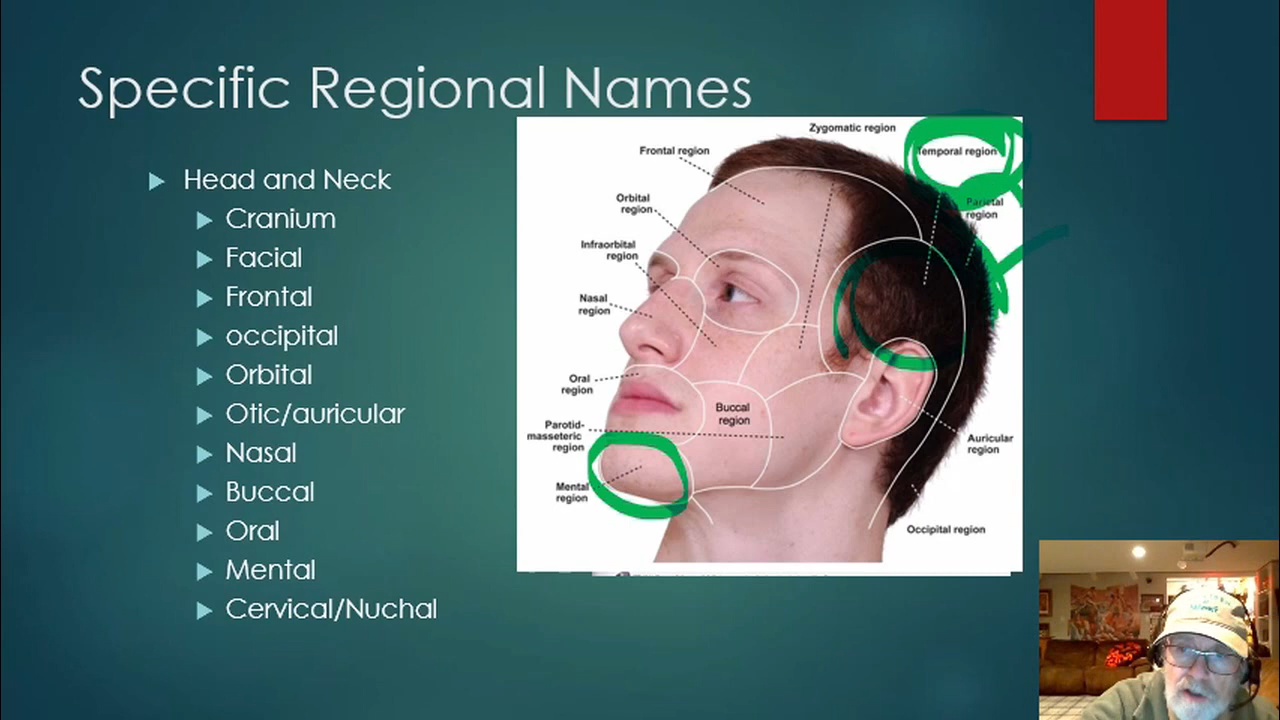 Specific Regional Names
Head and Neck
Cranium
Facial
Frontal
occipital
Orbital
Otic/auricular
Nasal
Buccal
Oral
Mental
Cervical/Nuchal
Zygomatic region
Frontal region
Temporal region
Orbital
region
Parietal
region
Infraorbital
region
Nasal
region
Oral
region
Buccal
region
Parotid-
masseteric
region
Auricular
region
Mental
region
Occipital region